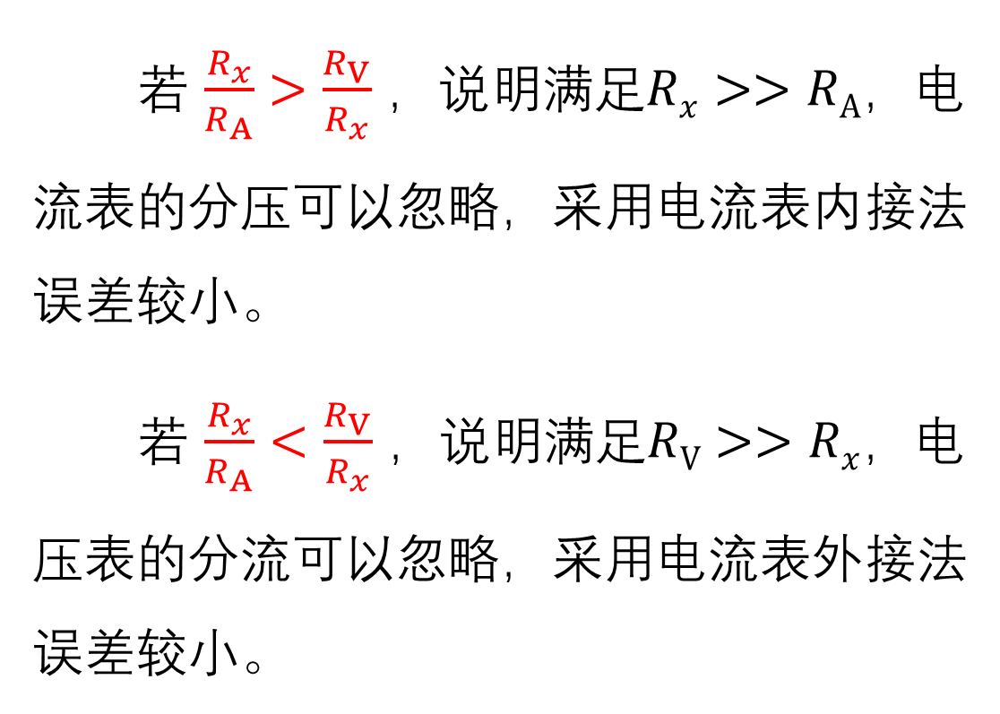 若 $\frac{R_x}{R_\mathrm{A}} > \frac{R_\mathrm{V}}{R_x}$ ，说明满足$R_x >> R_\mathrm{A}$，电
流表的分压可以忽略，采用电流表内接法
误差较小。
若 $\frac{R_x}{R_\mathrm{A}} < \frac{R_\mathrm{V}}{R_x}$ ，说明满足$R_\mathrm{V} >> R_x$，电
压表的分流可以忽略，采用电流表外接法
误差较小。